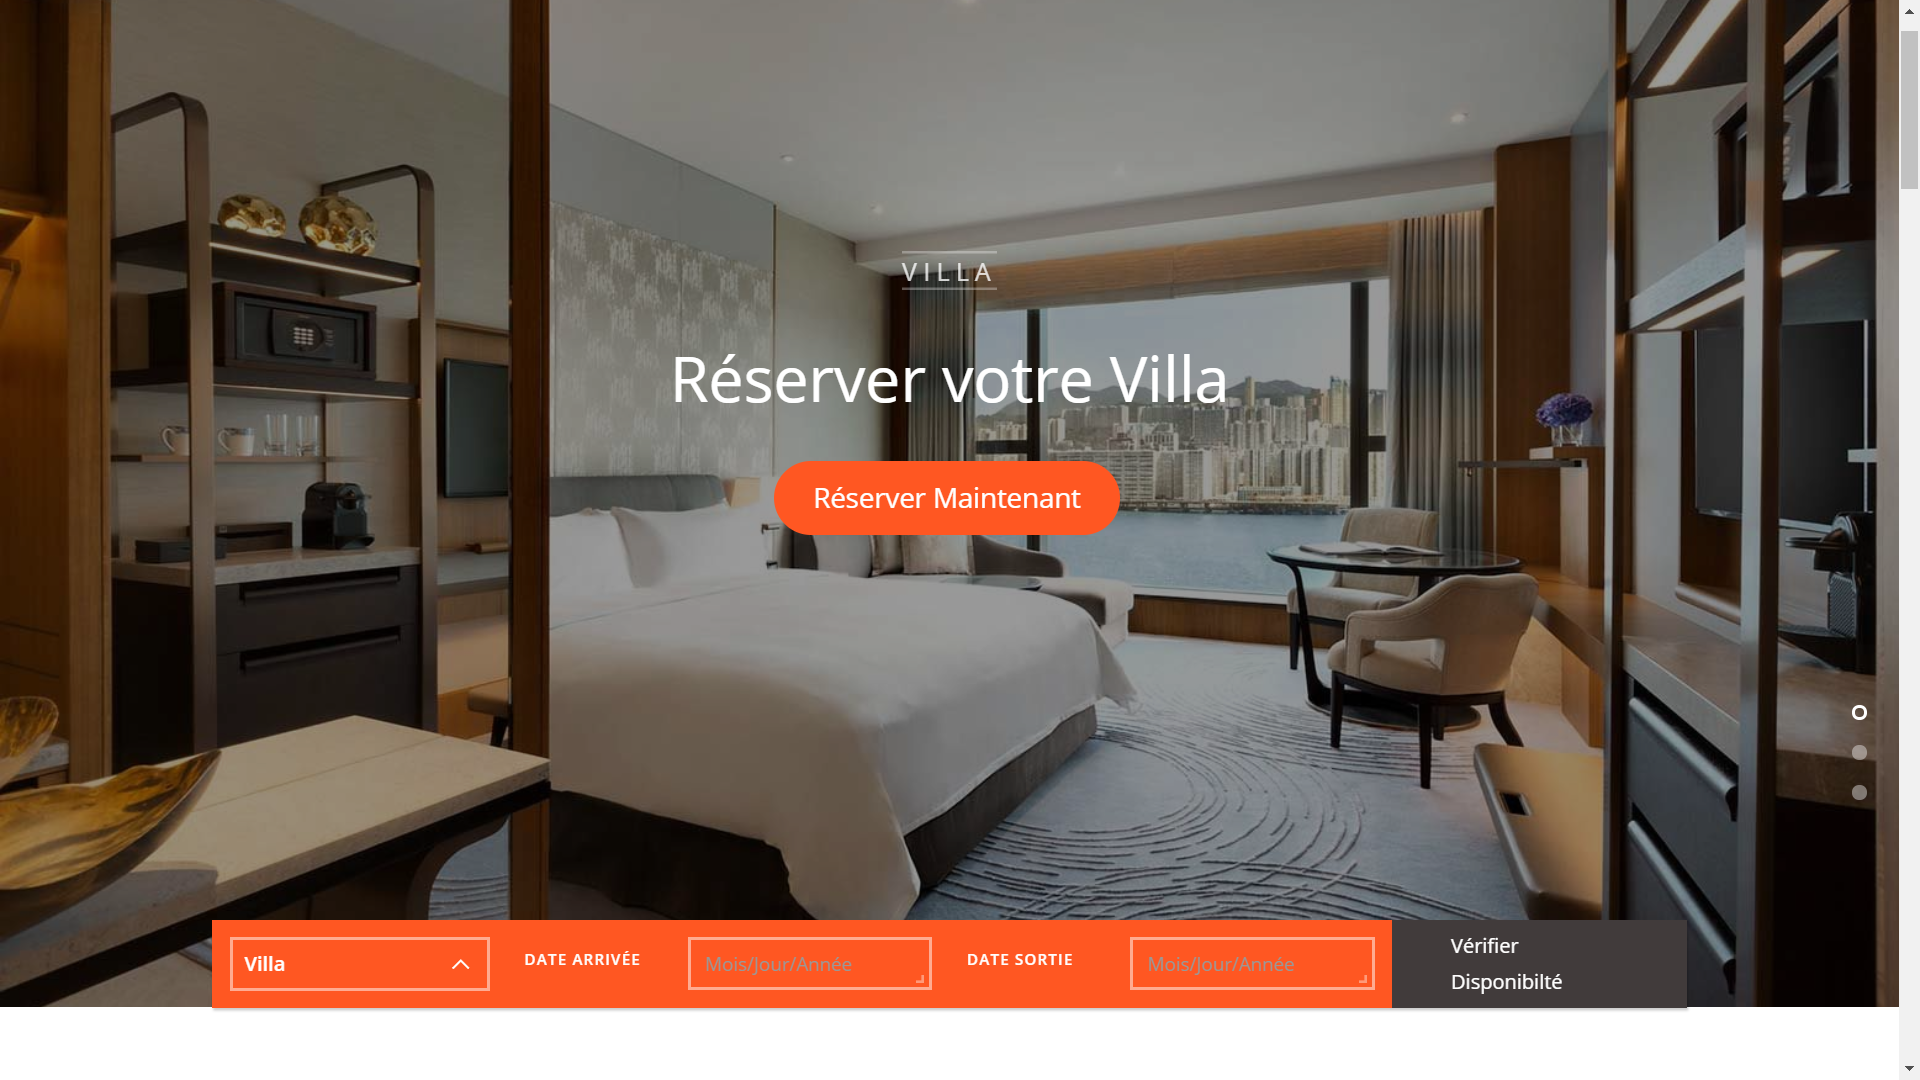 VILLA
Réserver votre Villa
Réserver Maintenant
Villa
DATE ARRIVÉE
Mois/Jour/Année
DATE SORTIE
Mois/Jour/Année
Vérifier
Disponibilté